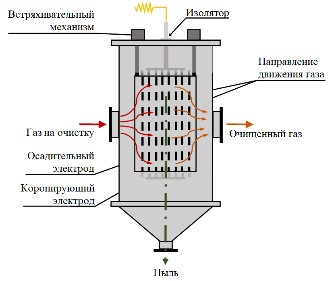 Встряхивательный
механизм
Изолятор
Направление
движения газа
Газ на очистку
Очищенный газ
Осадительный
электрод
Коронирующий
электрод
Пыль